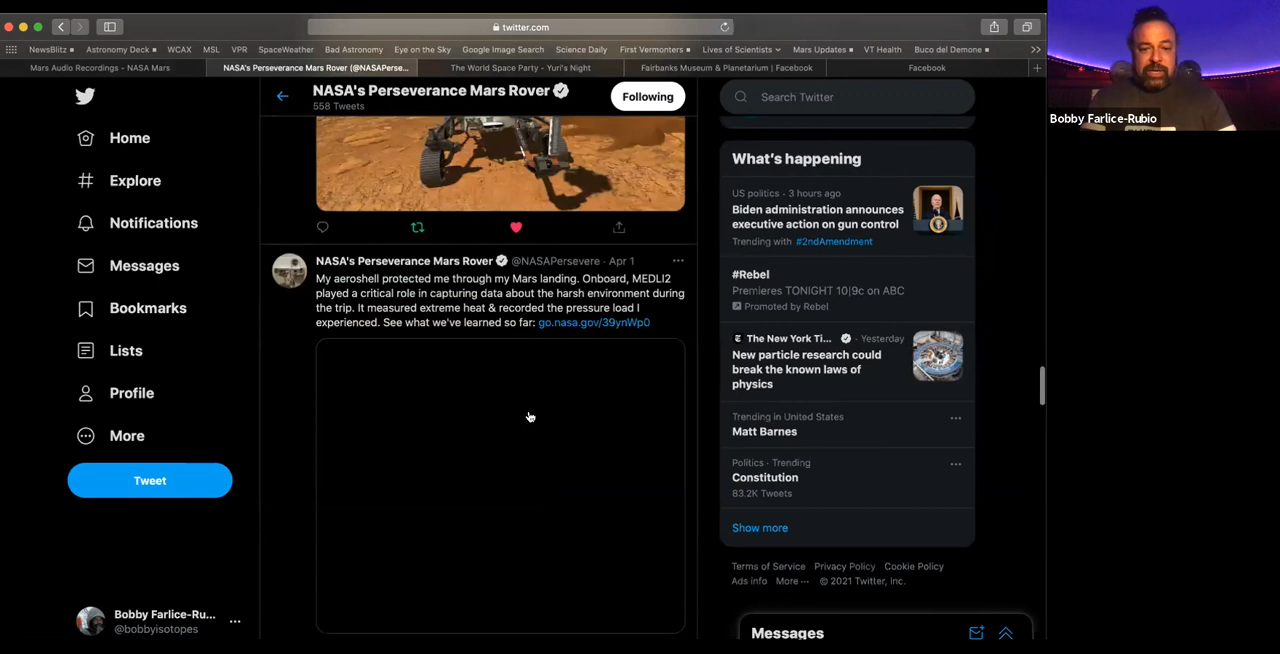 twitter.com
NewsBlitz
Astronomy Deck
WCAX
MSL
VPR
SpaceWeather
Bad Astronomy
Eye on the Sky
Google Image Search
Science Daily
First Vermonters
Lives of Scientists
Mars Updates
VT Health
Buco del Demone
Mars Audio Recordings - NASA Mars
NASA's Perseverance Mars Rover (@NASAPerse...
The World Space Party - Yuri's Night
Fairbanks Museum & Planetarium | Facebook
Facebook
Bobby Farlice-Rubio
Home
Explore
Notifications
Messages
Bookmarks
Lists
Profile
More
Tweet
Bobby Farlice-Ru...
@bobbyisotopes
NASA's Perseverance Mars Rover
558 Tweets
Following
NASA's Perseverance Mars Rover @NASAPersevere · Apr 1
My aeroshell protected me through my Mars landing. Onboard, MEDLI2
played a critical role in capturing data about the harsh environment during
the trip. It measured extreme heat & recorded the pressure load I
experienced. See what we've learned so far: go.nasa.gov/39ynWp0
Search Twitter
What's happening
US politics · 3 hours ago
Biden administration announces
executive action on gun control
Trending with #2ndAmendment
#Rebel
Premieres TONIGHT 10|9c on ABC
Promoted by Rebel
The New York Ti... · Yesterday
New particle research could
break the known laws of
physics
Trending in United States
Matt Barnes
Politics · Trending
Constitution
83.2K Tweets
Show more
Terms of Service Privacy Policy Cookie Policy
Ads info More ··· © 2021 Twitter, Inc.
Messages